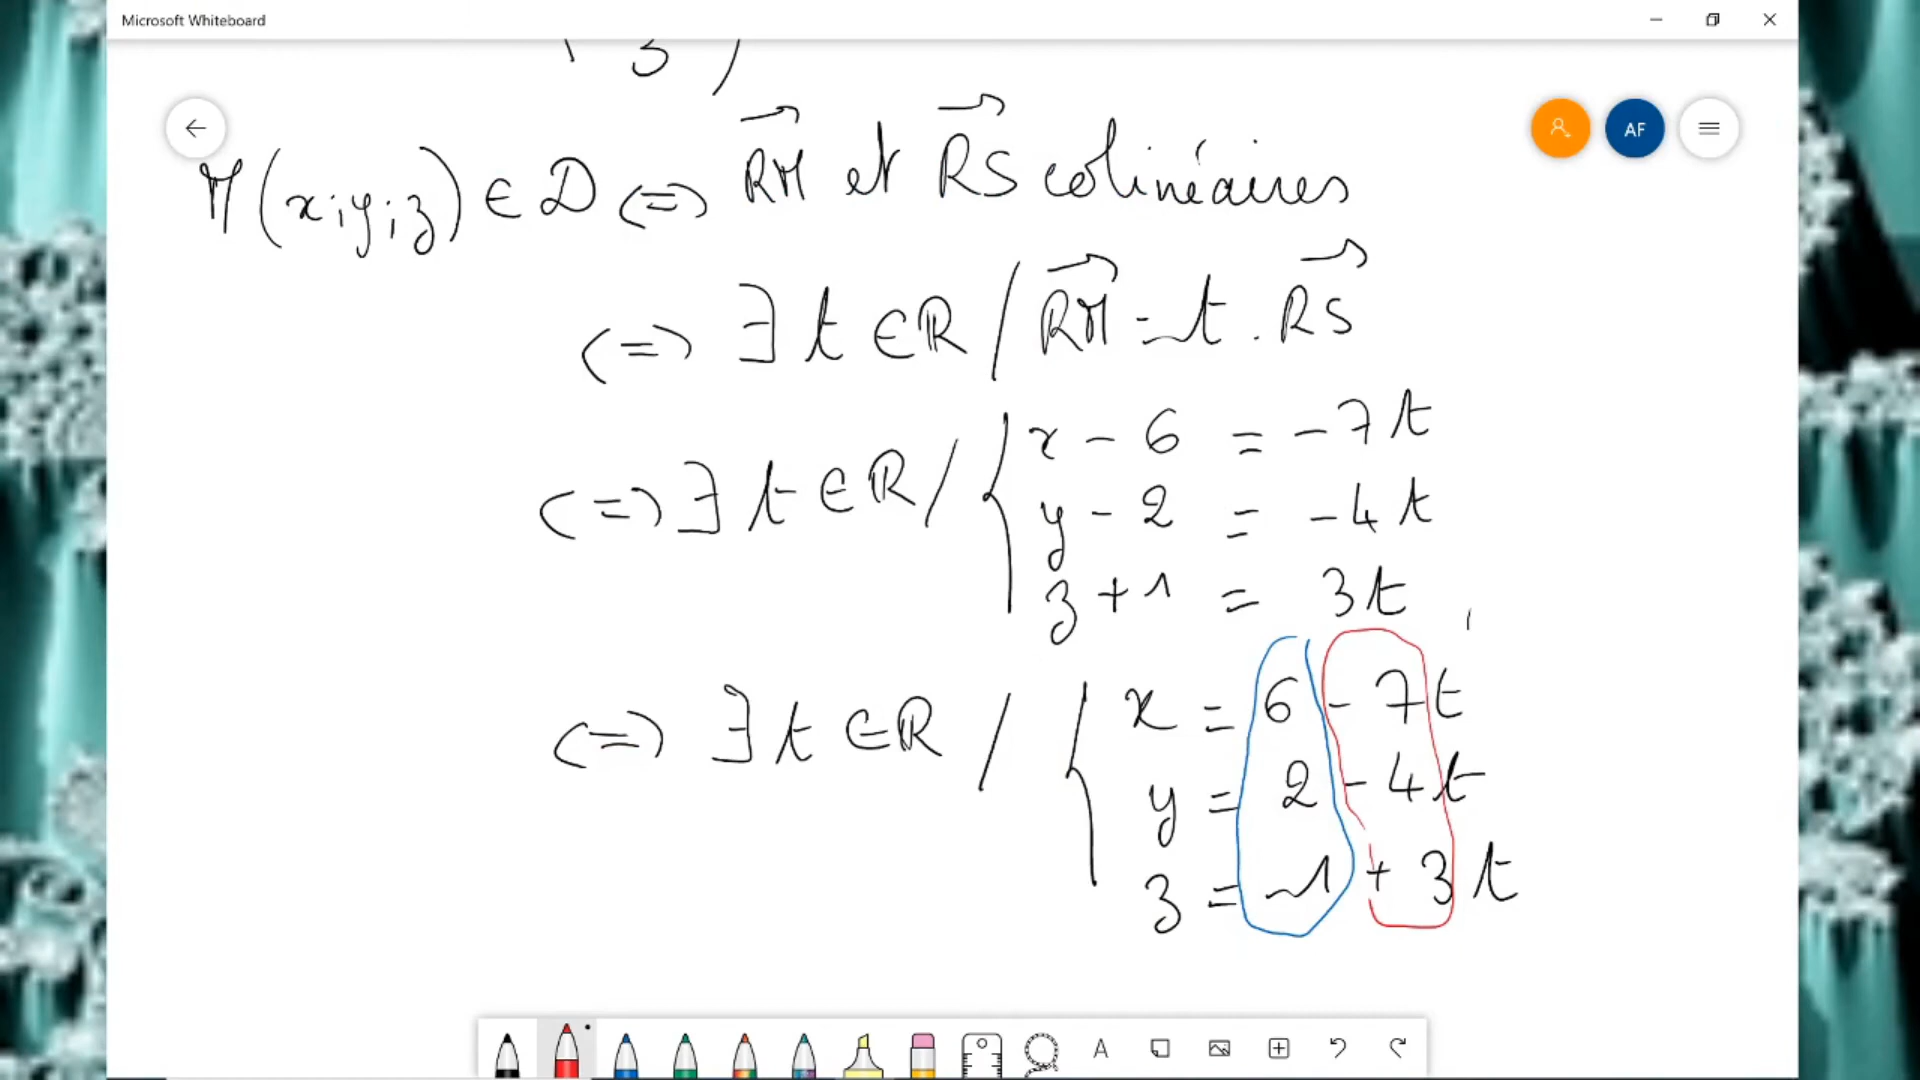 Microsoft Whiteboard
3 )
AF
M(x;y;z) ∈ D <=> RM et RS colinéaires
<=> ∃ t ∈ ℝ / RM = t . RS
<=> ∃ t ∈ ℝ / { x - 6 = -7t
y - 2 = -4t
z + 1 = 3t
<=> ∃ t ∈ ℝ / { x = 6 - 7t
y = 2 - 4t
z = -1 + 3t
A